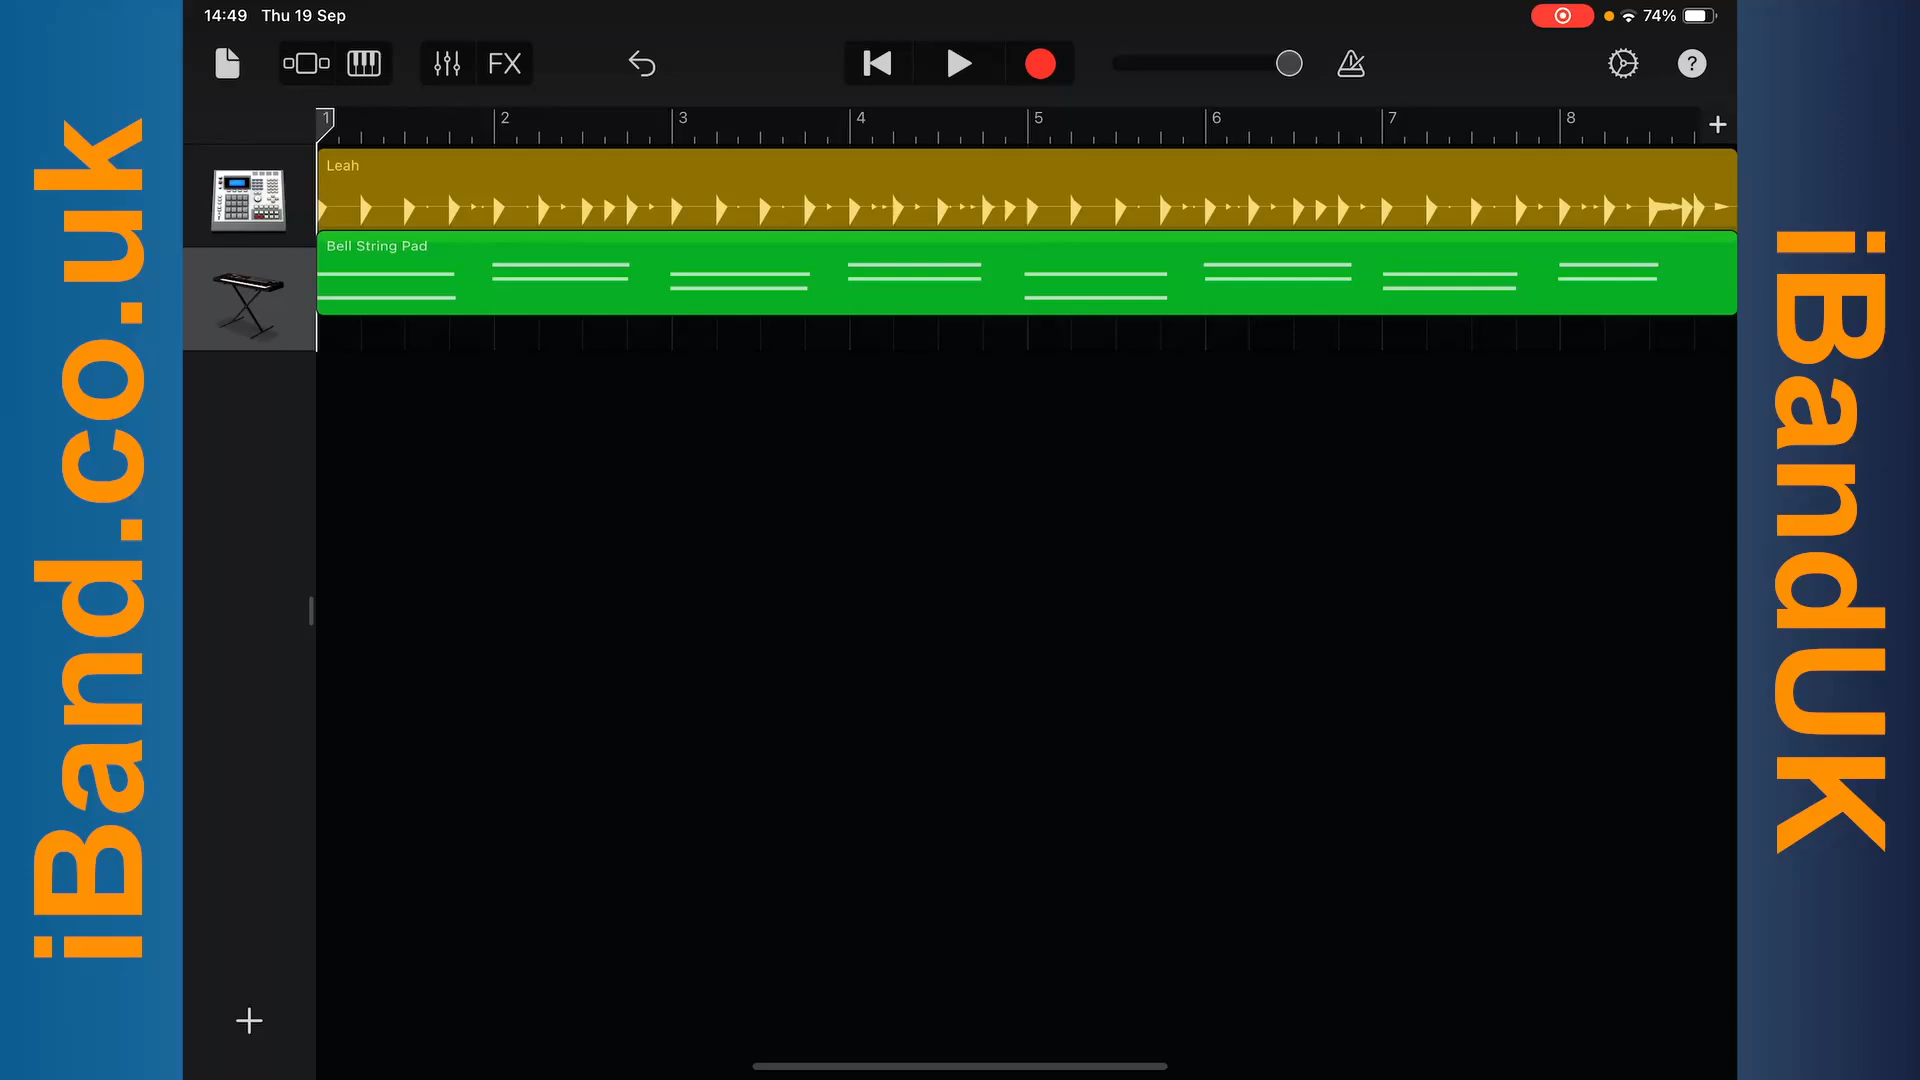 14:49 Thu 19 Sep
74%
FX
?
1 2 3 4 5 6 7 8
Leah
Bell String Pad
iBand.co.uk
iBandUK